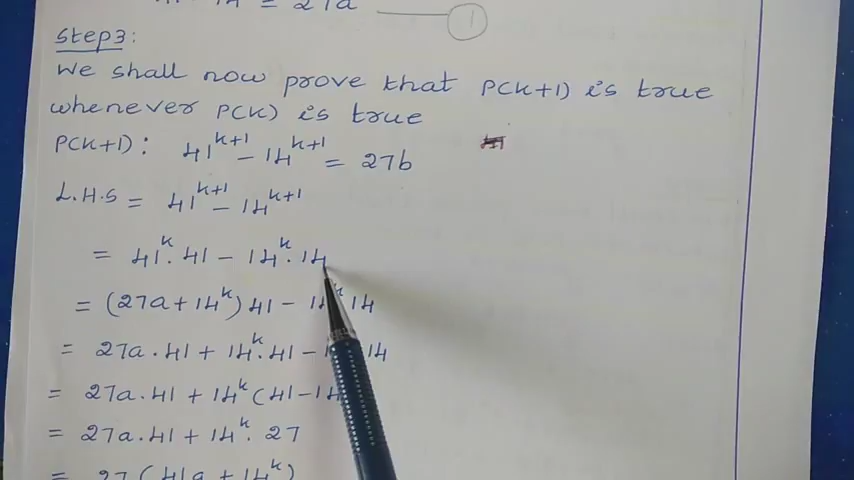 = 27a ——— ①
Step3:
We shall now prove that P(K+1) is true
whenever P(K) is true
P(K+1): 41^{k+1} - 14^{k+1} = 27b
L.H.S = 41^{k+1} - 14^{k+1}
= 41^k. 41 - 14^k. 14
= (27a + 14^k) 41 - 14^k 14
= 27a . 41 + 14^k. 41 - 14
= 27a . 41 + 14^k (41 - 14
= 27a . 41 + 14^k. 27
= 27 (41a + 14^k)